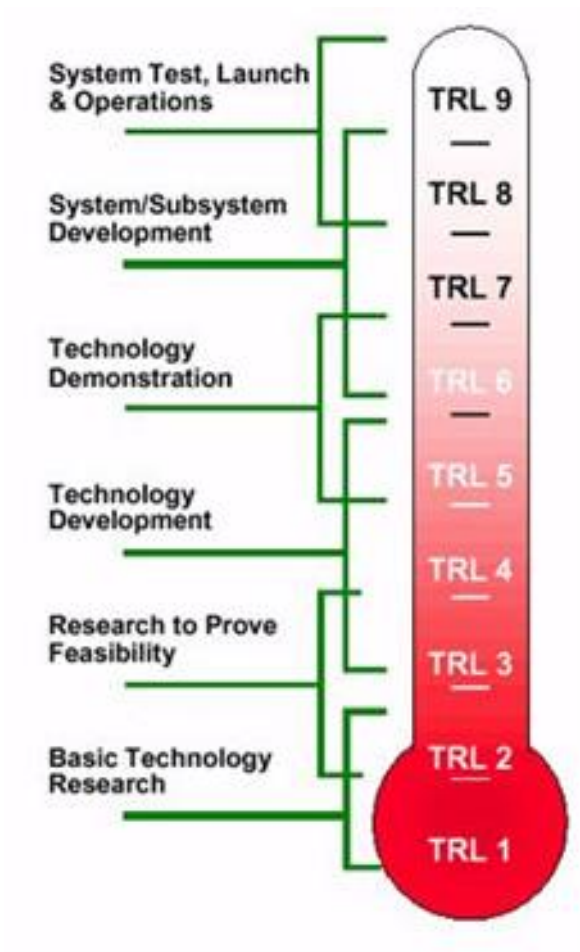 System Test, Launch
& Operations
System/Subsystem
Development
Technology
Demonstration
Technology
Development
Research to Prove
Feasibility
Basic Technology
Research
TRL 9
TRL 8
TRL 7
TRL 6
TRL 5
TRL 4
TRL 3
TRL 2
TRL 1